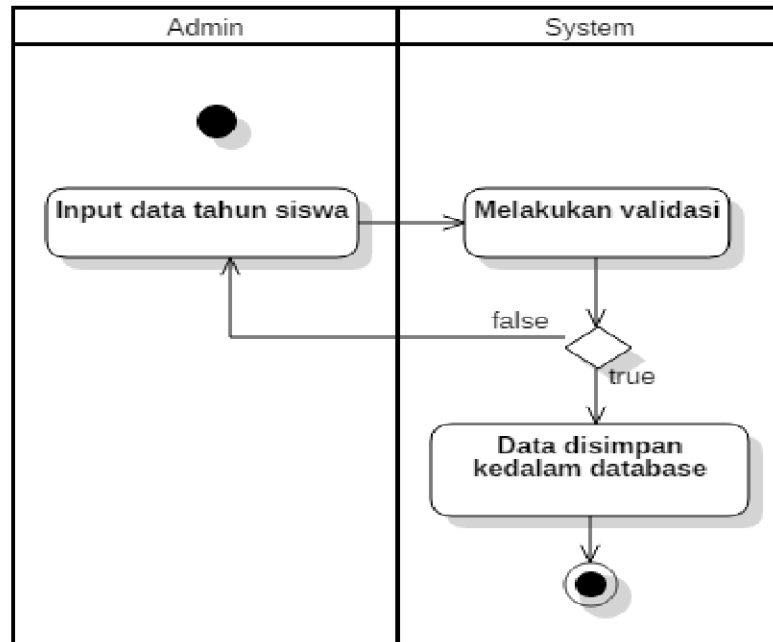 Admin
System
Input data tahun siswa
Melakukan validasi
false
true
Data disimpan
kedalam database